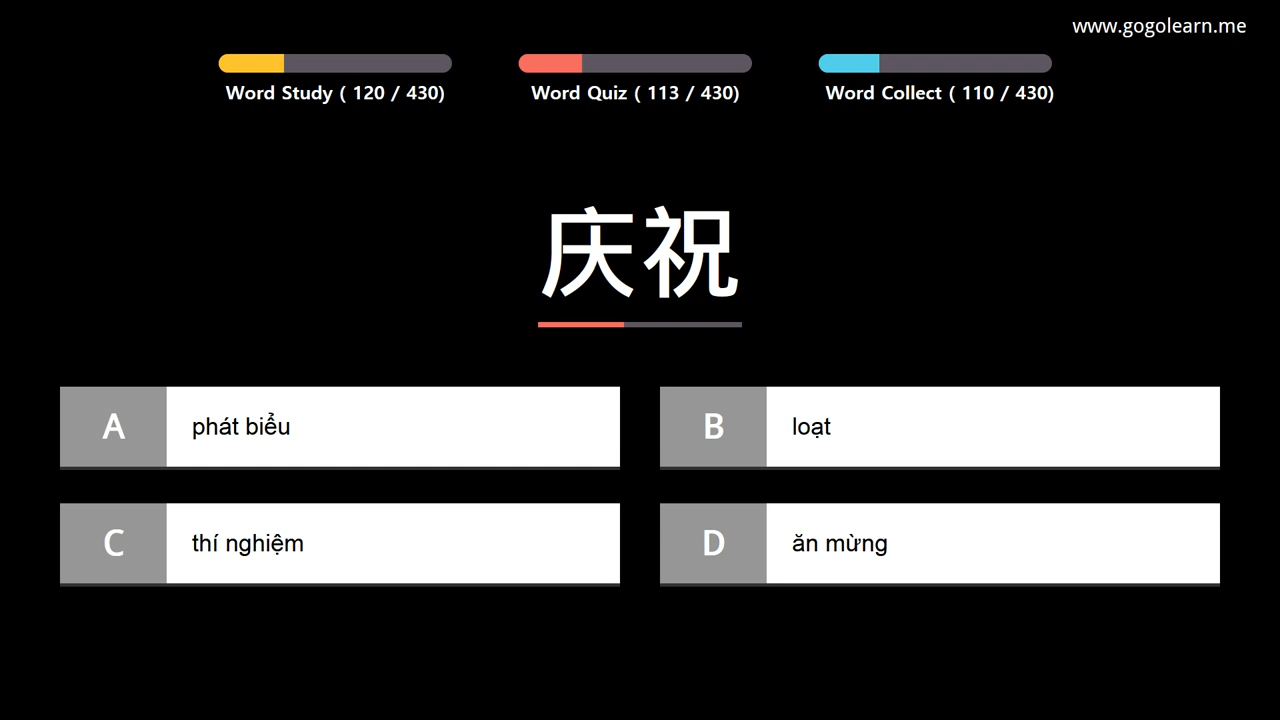 www.gogolearn.me
Word Study ( 120 / 430)
Word Quiz ( 113 / 430)
Word Collect ( 110 / 430)
庆祝
A phát biểu
B loạt
C thí nghiệm
D ăn mừng